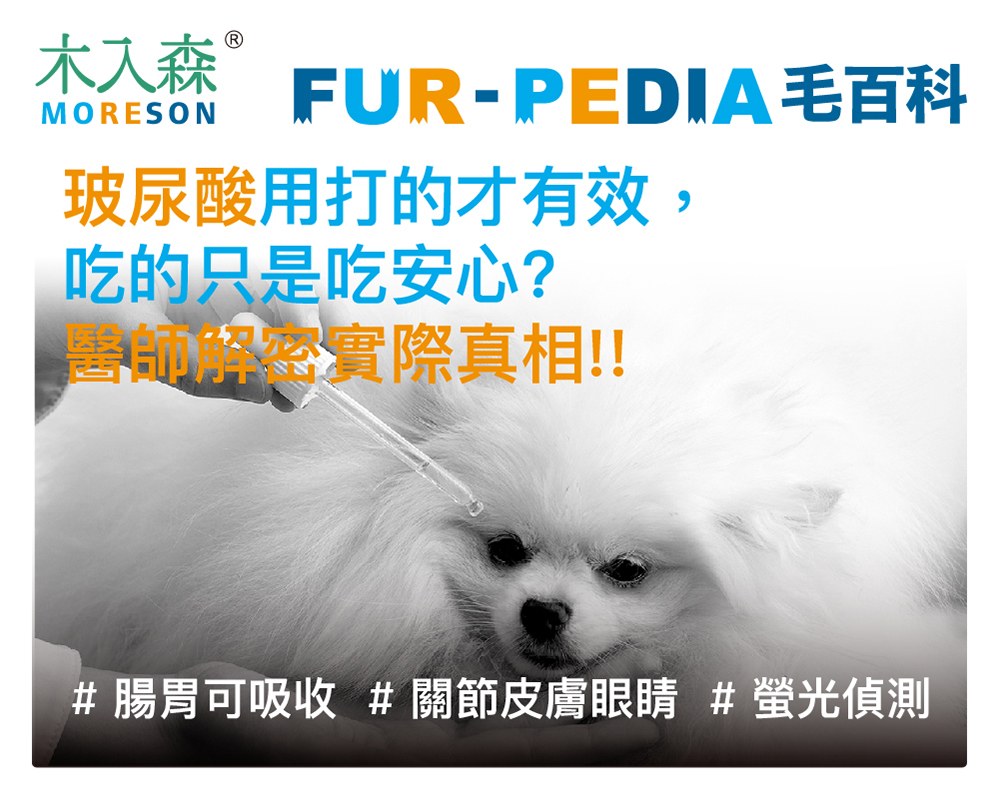 木入森®
MORESON
FUR-PEDIA毛百科
玻尿酸用打的才有效，
吃的只是吃安心?
醫師解密實際真相!!
# 腸胃可吸收 # 關節皮膚眼睛 # 螢光偵測